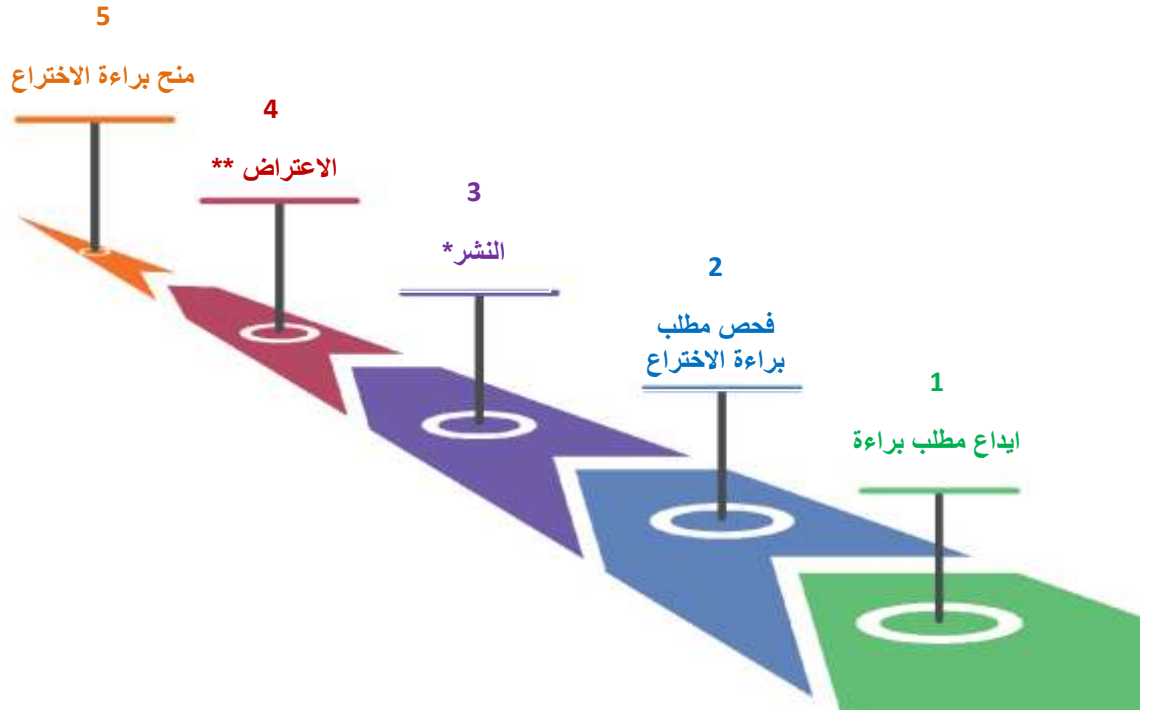 1
ايداع مطلب براءة
2
فحص مطلب
براءة الاختراع
3
النشر*
4
الاعتراض **
5
منح براءة الاختراع